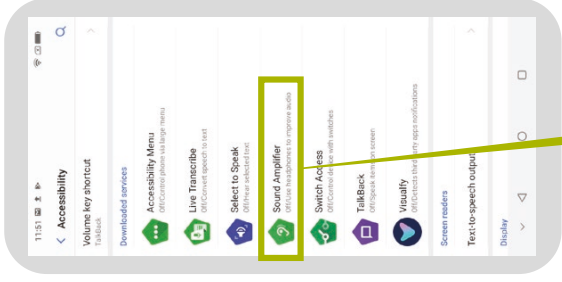 11:51
Accessibility
Volume key shortcut
TalkBack
Downloaded services
Accessibility Menu
Off/Control phone via large menu
Live Transcribe
Off/Convert speech to text
Select to Speak
Off/Hear selected text
Sound Amplifier
Off/Use headphones to improve audio
Switch Access
Off/Control device with switches
TalkBack
Off/Speak items on screen
Visualfy
Off/Detects third party apps notifications
Screen readers
Text-to-speech output
Display